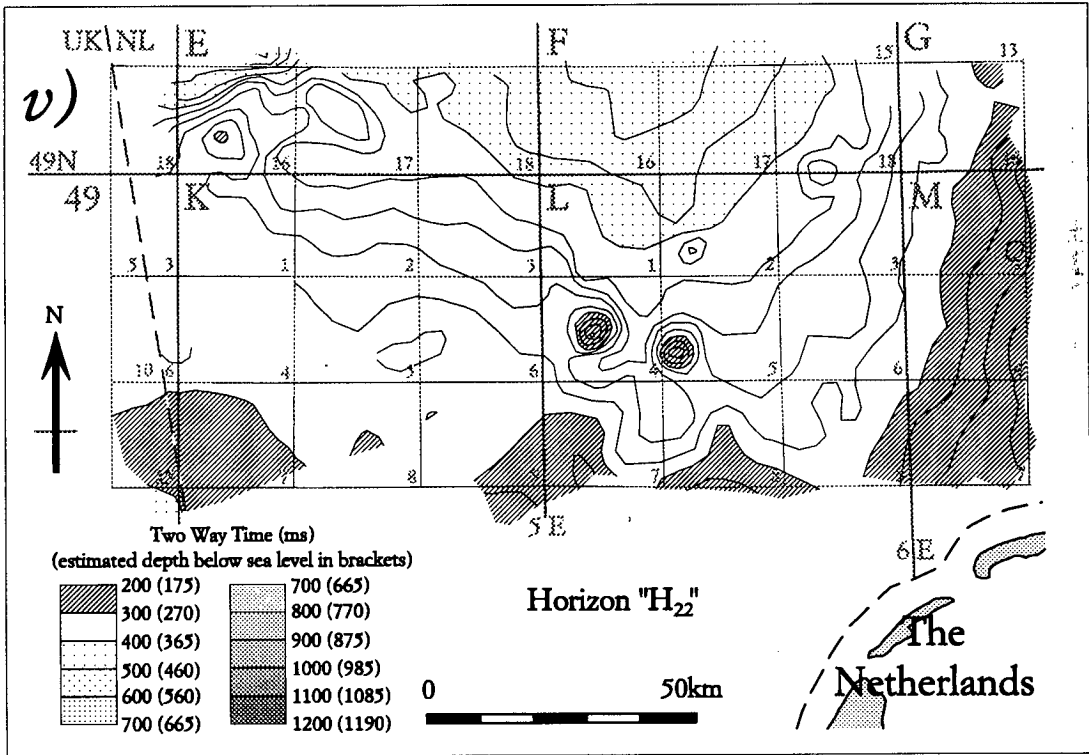 UK\NL E F G
15 13
v)
49N 18 16 17 18 16 17 18
49 K L M
5 3 1 2 3 1 2 3
N
10 6 4 5 6 4 5 6
7 8 7
5°E
Two Way Time (ms)
(estimated depth below sea level in brackets)
6°E
200 (175) 700 (665)
300 (270) 800 (770)
400 (365) 900 (875)
500 (460) 1000 (985)
600 (560) 1100 (1085)
700 (665) 1200 (1190)
Horizon "H22"
0 50km
The
Netherlands